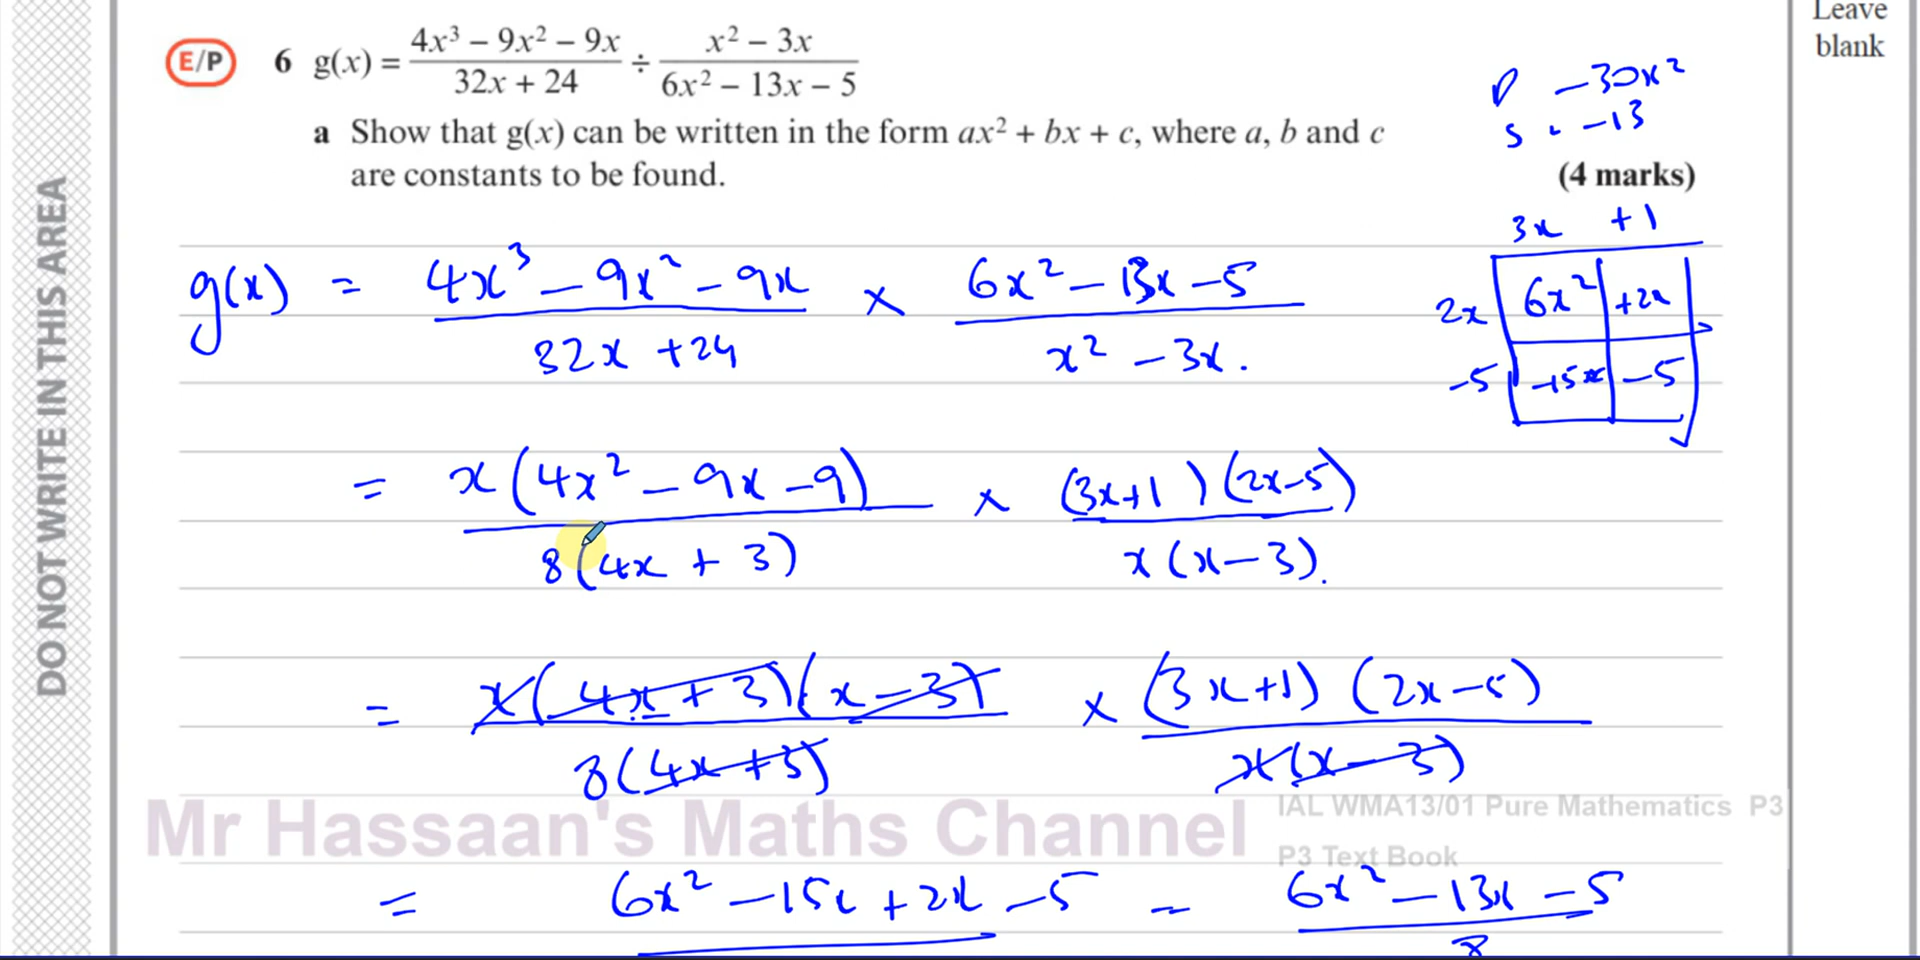 Leave
blank
E/P 6 g(x) = (4x³ − 9x² − 9x)/(32x + 24) ÷ (x² − 3x)/(6x² − 13x − 5)
a Show that g(x) can be written in the form ax² + bx + c, where a, b and c
are constants to be found. (4 marks)
P −30x²
S −13
3x +1
2x 6x² +2x
−5 −15x −5
g(x) = (4x³ − 9x² − 9x)/(32x + 24) × (6x² − 13x − 5)/(x² − 3x).
= x(4x² − 9x − 9)/8(4x + 3) × (3x+1)(2x−5)/x(x−3).
= x(4x + 3)(x − 3)/8(4x+3) × (3x+1)(2x−5)/x(x−3)
= 6x² − 15x + 2x − 5 = (6x² − 13x − 5)/8
DO NOT WRITE IN THIS AREA
Mr Hassaan's Maths Channel
IAL WMA13/01 Pure Mathematics P3
P3 Text Book